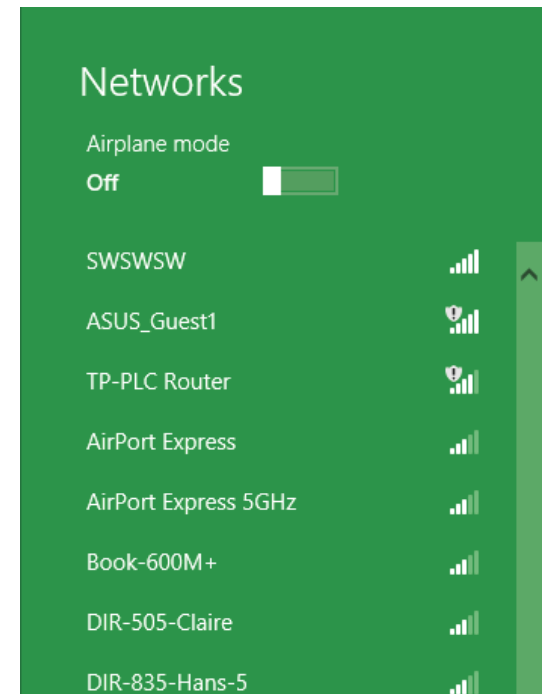 Networks
Airplane mode
Off
SWSWSW
ASUS_Guest1
TP-PLC Router
AirPort Express
AirPort Express 5GHz
Book-600M+
DIR-505-Claire
DIR-835-Hans-5